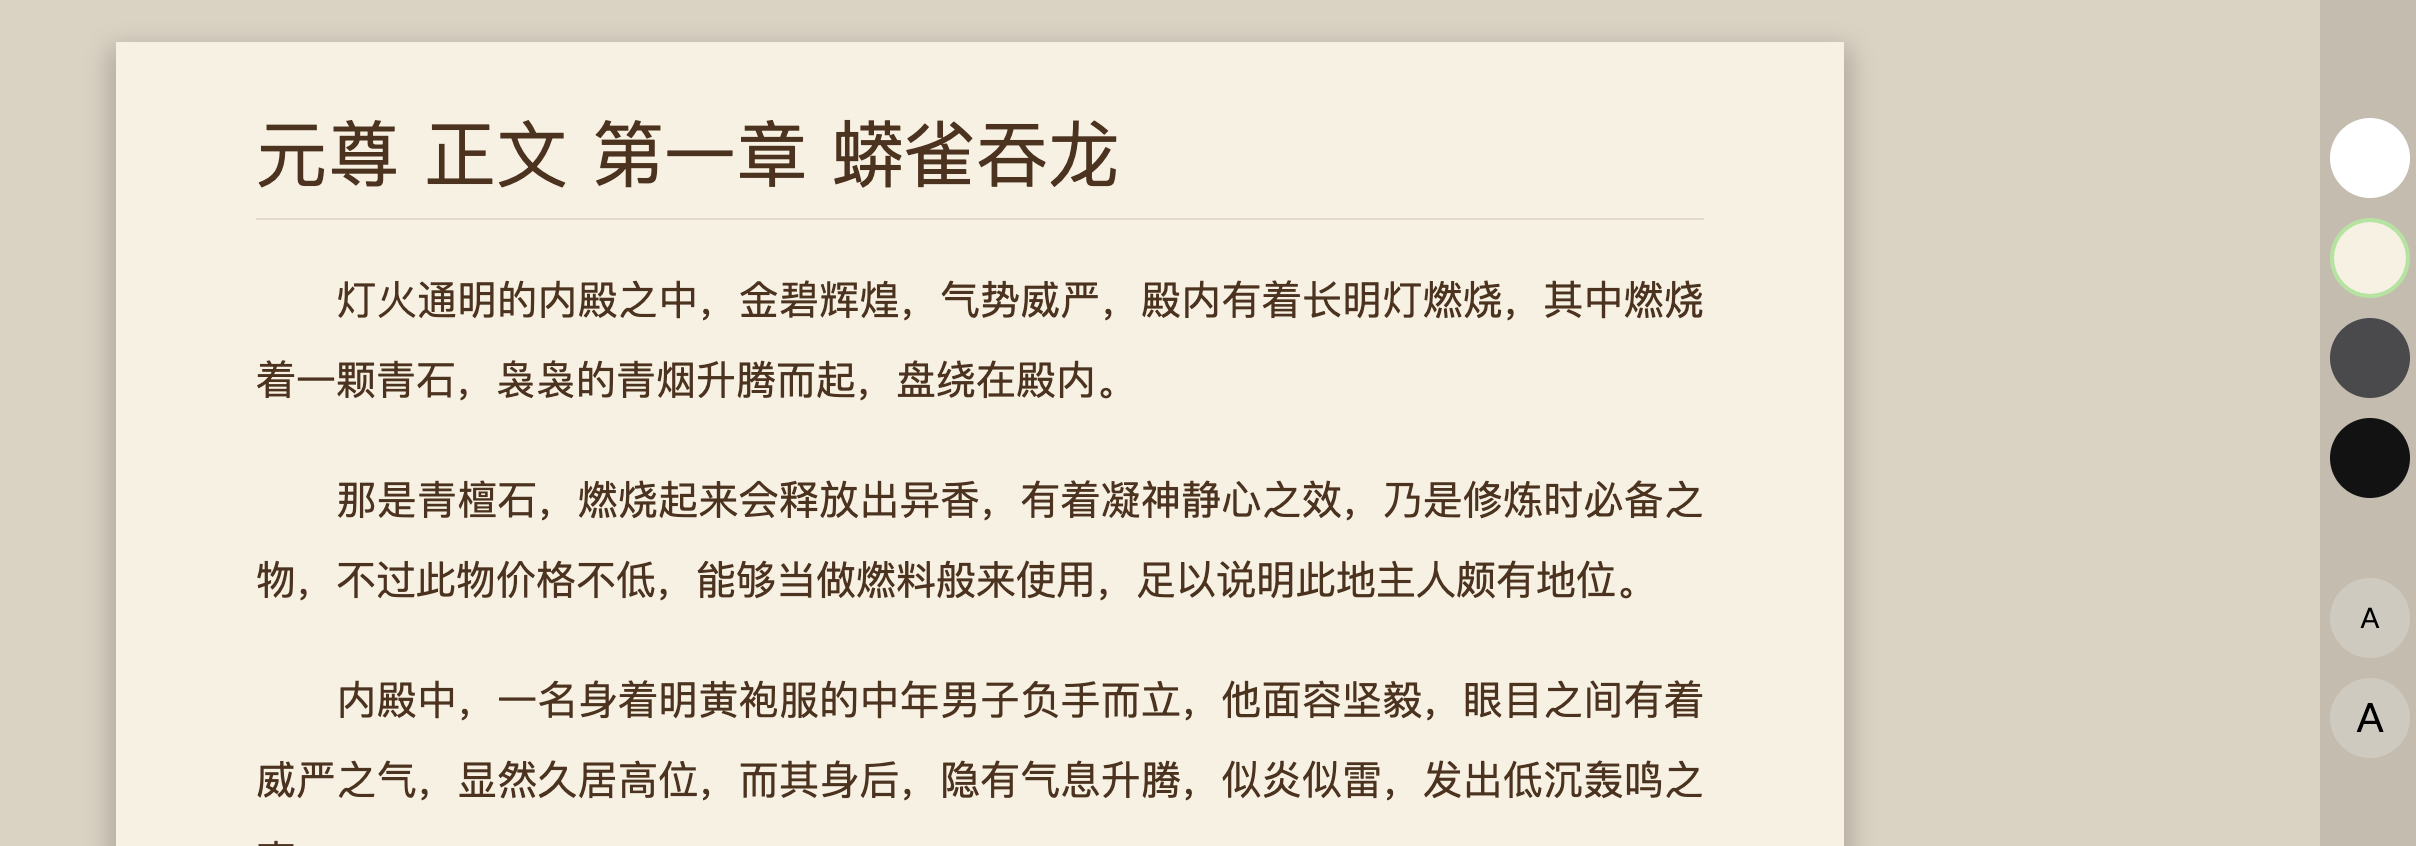 元尊 正文 第一章 蟒雀吞龙
灯火通明的内殿之中，金碧辉煌，气势威严，殿内有着长明灯燃烧，其中燃烧
着一颗青石，袅袅的青烟升腾而起，盘绕在殿内。
那是青檀石，燃烧起来会释放出异香，有着凝神静心之效，乃是修炼时必备之
物，不过此物价格不低，能够当做燃料般来使用，足以说明此地主人颇有地位。
内殿中，一名身着明黄袍服的中年男子负手而立，他面容坚毅，眼目之间有着
威严之气，显然久居高位，而其身后，隐有气息升腾，似炎似雷，发出低沉轰鸣之
A
A